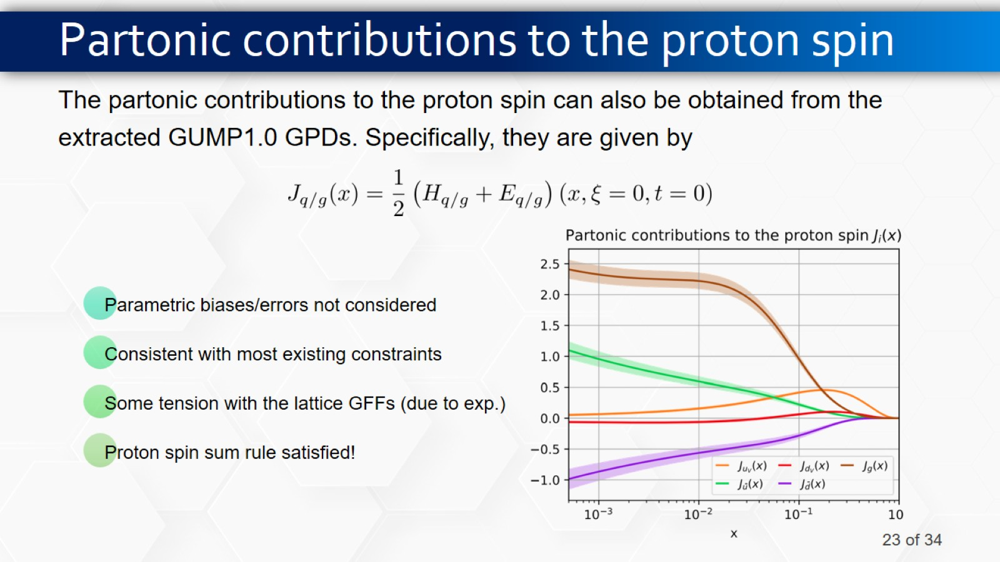 Partonic contributions to the proton spin
The partonic contributions to the proton spin can also be obtained from the
extracted GUMP1.0 GPDs. Specifically, they are given by
J_{q/g}(x) = \frac{1}{2} (H_{q/g} + E_{q/g}) (x, ξ = 0, t = 0)
Parametric biases/errors not considered
Consistent with most existing constraints
Some tension with the lattice GFFs (due to exp.)
Proton spin sum rule satisfied!
Partonic contributions to the proton spin J_i(x)
2.5
2.0
1.5
1.0
0.5
0.0
−0.5
−1.0
J_{u_v}(x) J_{d_v}(x) J_g(x)
J_{ū}(x) J_{d̄}(x)
10^{−3} 10^{−2} 10^{−1} 10
x
23 of 34